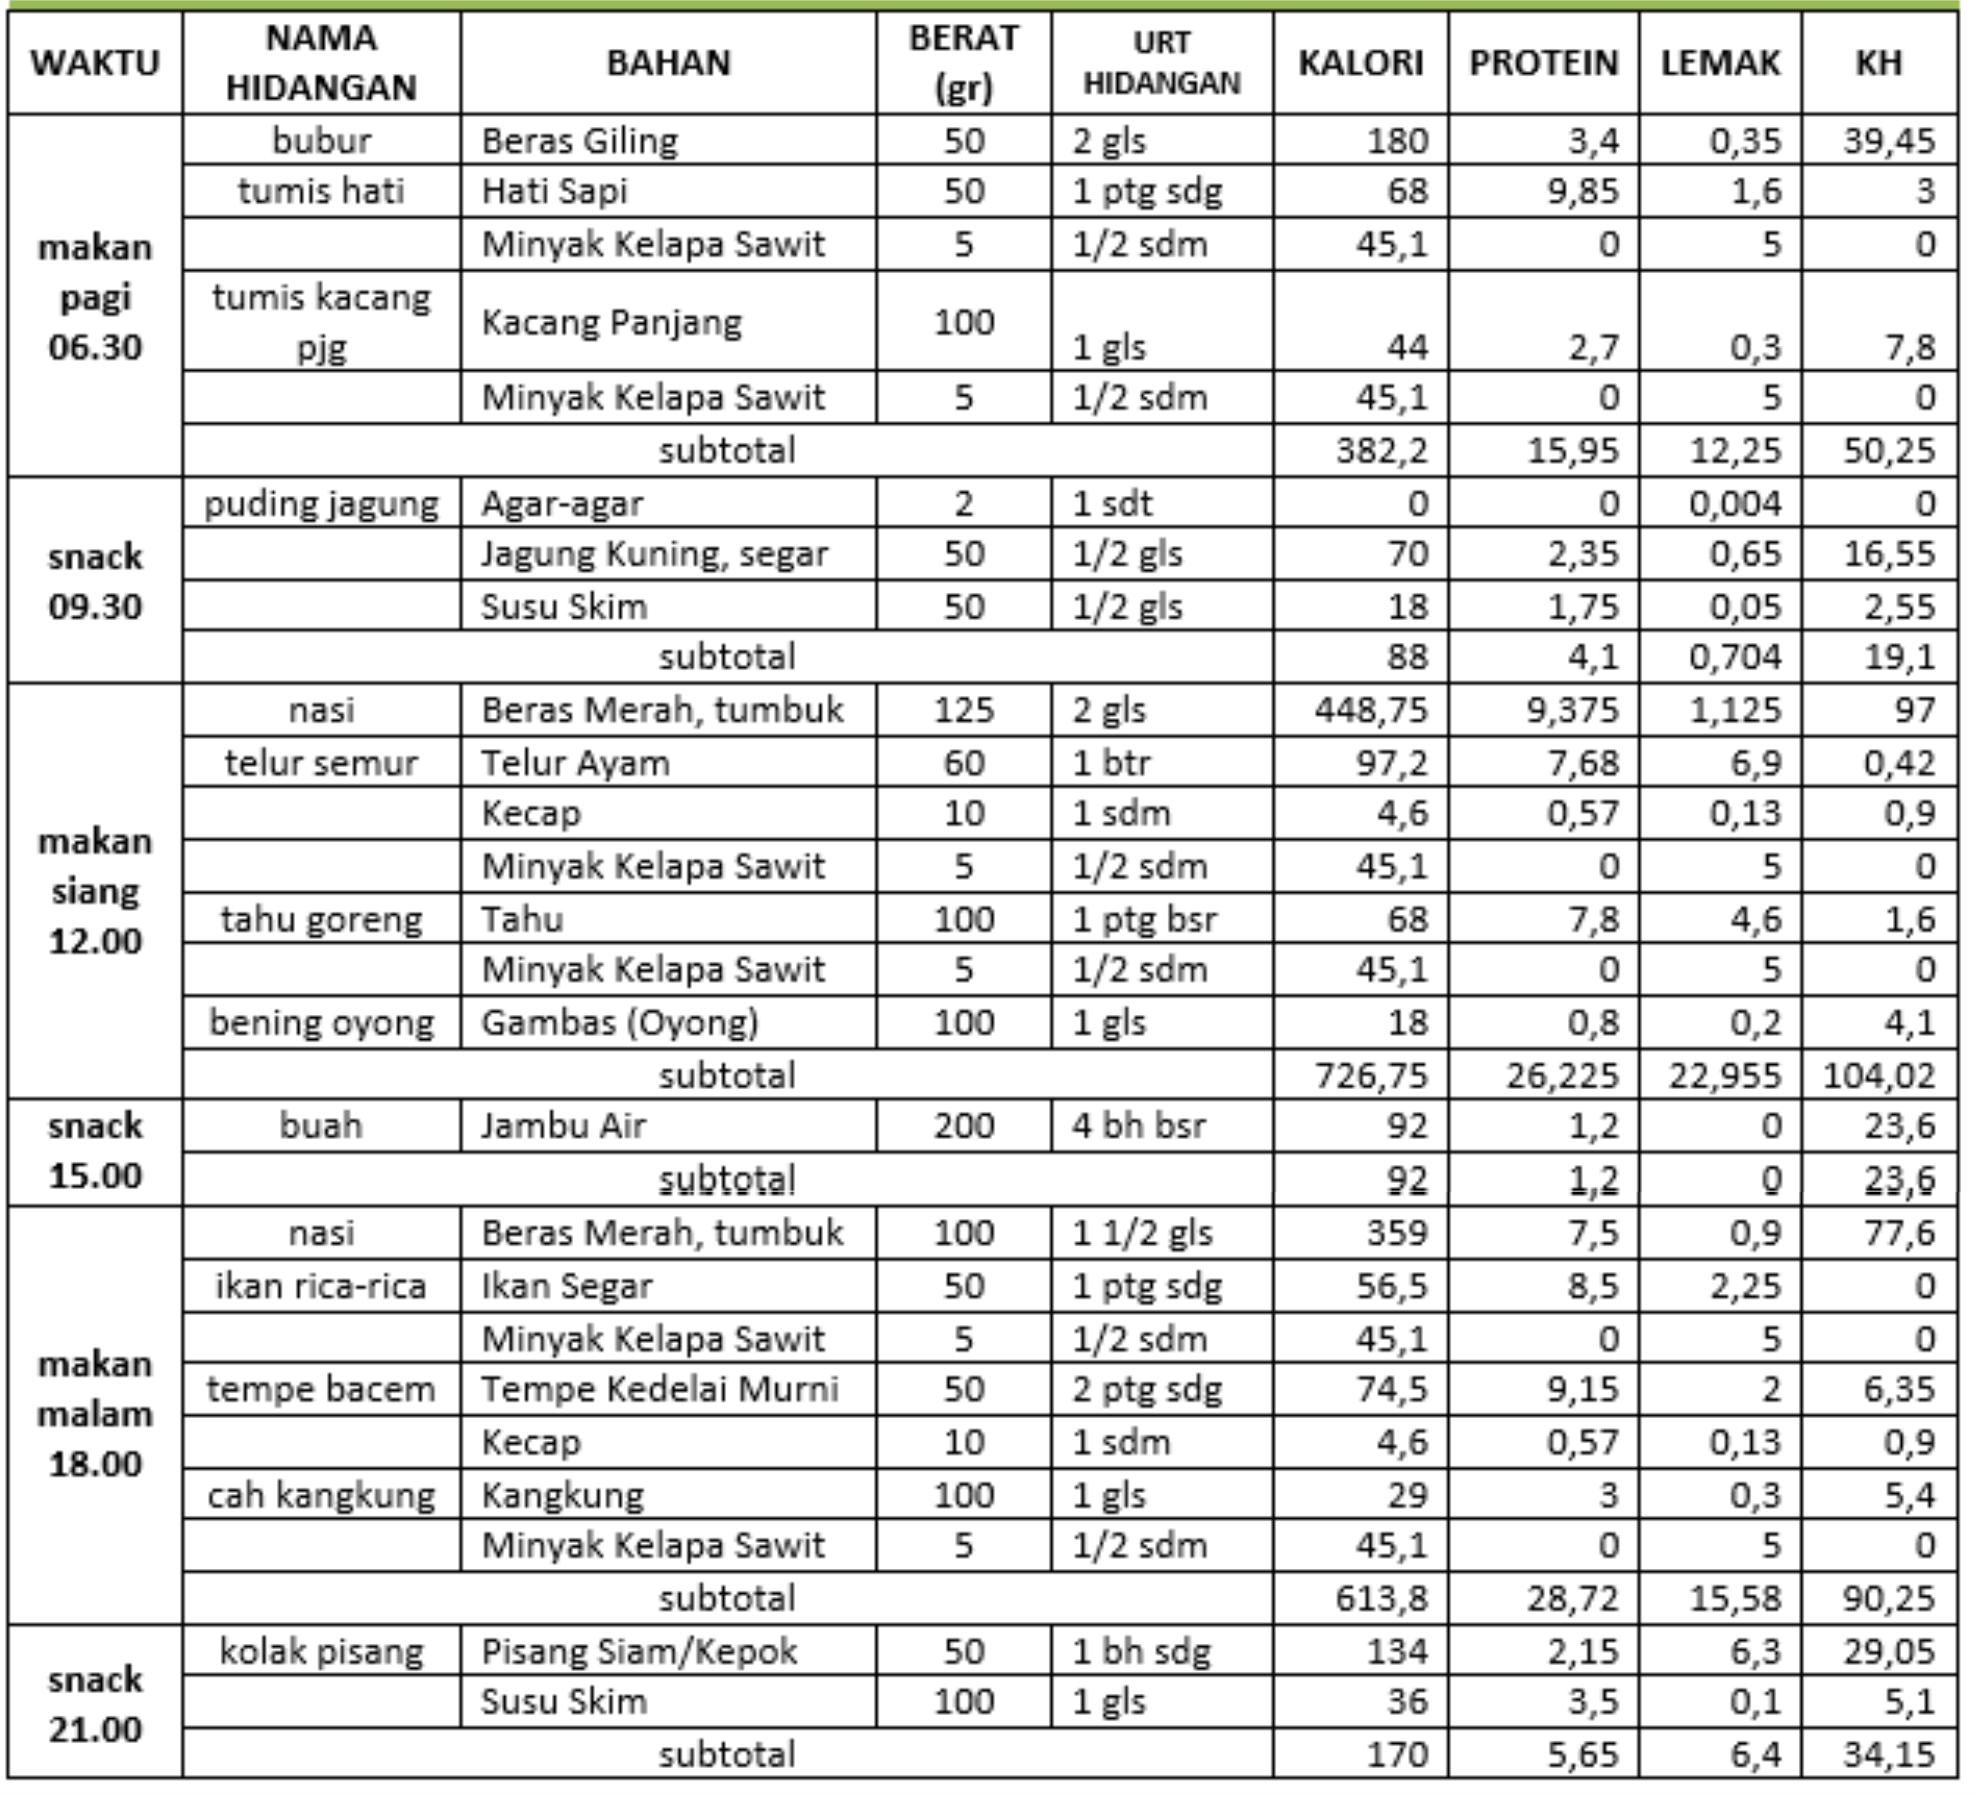 WAKTU NAMA HIDANGAN BAHAN BERAT (gr) URT HIDANGAN KALORI PROTEIN LEMAK KH
makan pagi 06.30
bubur Beras Giling 50 2 gls 180 3,4 0,35 39,45
tumis hati Hati Sapi 50 1 ptg sdg 68 9,85 1,6 3
Minyak Kelapa Sawit 5 1/2 sdm 45,1 0 5 0
tumis kacang pjg Kacang Panjang 100 1 gls 44 2,7 0,3 7,8
Minyak Kelapa Sawit 5 1/2 sdm 45,1 0 5 0
subtotal 382,2 15,95 12,25 50,25
snack 09.30
puding jagung Agar-agar 2 1 sdt 0 0 0,004 0
Jagung Kuning, segar 50 1/2 gls 70 2,35 0,65 16,55
Susu Skim 50 1/2 gls 18 1,75 0,05 2,55
subtotal 88 4,1 0,704 19,1
makan siang 12.00
nasi Beras Merah, tumbuk 125 2 gls 448,75 9,375 1,125 97
telur semur Telur Ayam 60 1 btr 97,2 7,68 6,9 0,42
Kecap 10 1 sdm 4,6 0,57 0,13 0,9
Minyak Kelapa Sawit 5 1/2 sdm 45,1 0 5 0
tahu goreng Tahu 100 1 ptg bsr 68 7,8 4,6 1,6
Minyak Kelapa Sawit 5 1/2 sdm 45,1 0 5 0
bening oyong Gambas (Oyong) 100 1 gls 18 0,8 0,2 4,1
subtotal 726,75 26,225 22,955 104,02
snack 15.00
buah Jambu Air 200 4 bh bsr 92 1,2 0 23,6
subtotal 92 1,2 0 23,6
makan malam 18.00
nasi Beras Merah, tumbuk 100 1 1/2 gls 359 7,5 0,9 77,6
ikan rica-rica Ikan Segar 50 1 ptg sdg 56,5 8,5 2,25 0
Minyak Kelapa Sawit 5 1/2 sdm 45,1 0 5 0
tempe bacem Tempe Kedelai Murni 50 2 ptg sdg 74,5 9,15 2 6,35
Kecap 10 1 sdm 4,6 0,57 0,13 0,9
cah kangkung Kangkung 100 1 gls 29 3 0,3 5,4
Minyak Kelapa Sawit 5 1/2 sdm 45,1 0 5 0
subtotal 613,8 28,72 15,58 90,25
snack 21.00
kolak pisang Pisang Siam/Kepok 50 1 bh sdg 134 2,15 6,3 29,05
Susu Skim 100 1 gls 36 3,5 0,1 5,1
subtotal 170 5,65 6,4 34,15